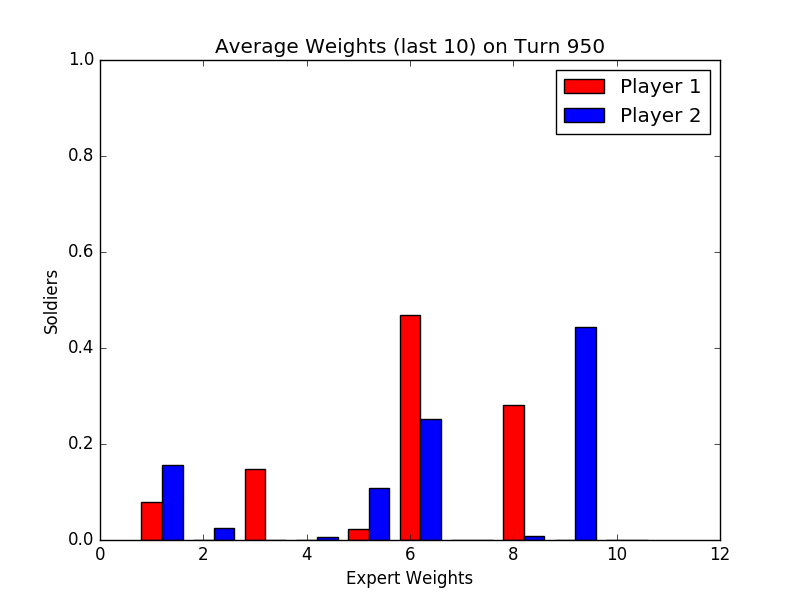 Average Weights (last 10) on Turn 950
1.0
0.8
0.6
0.4
0.2
0.0
Soldiers
Player 1
Player 2
0 2 4 6 8 10 12
Expert Weights